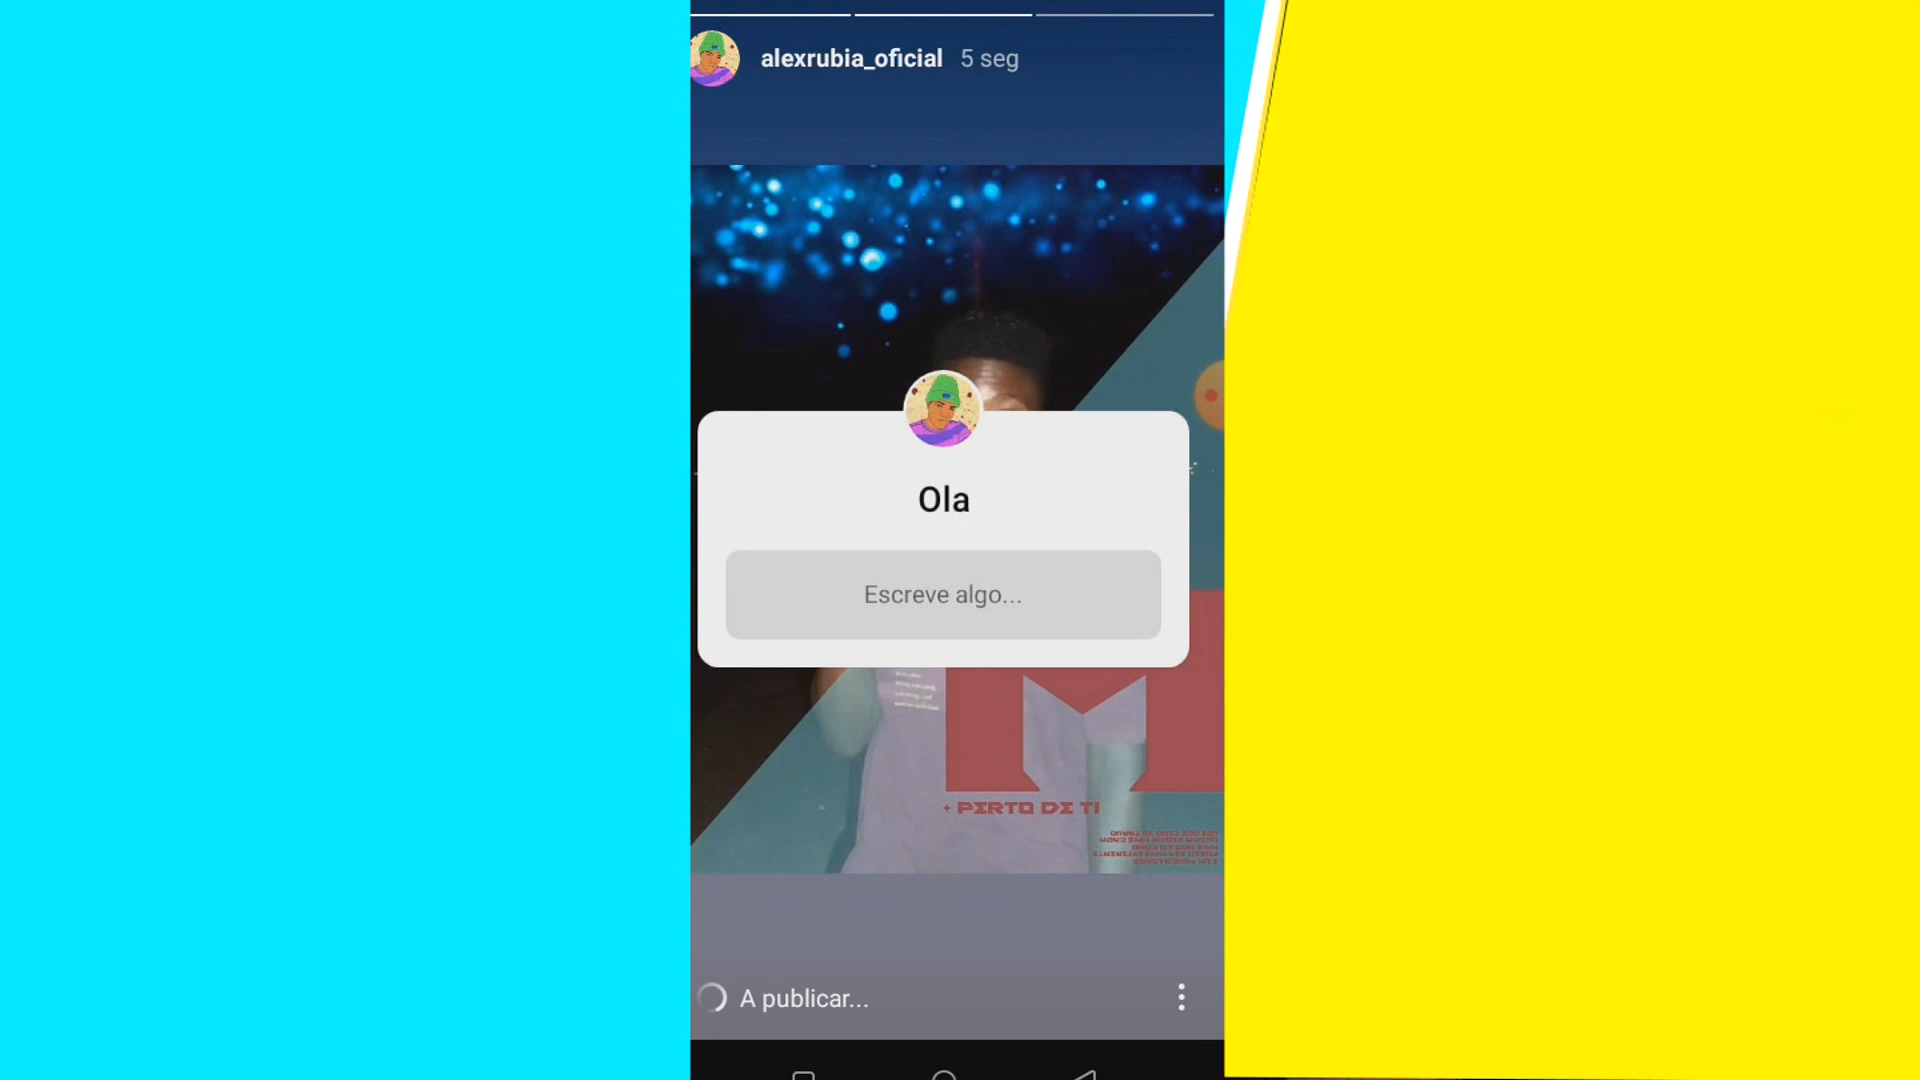 alexrubia_oficial 5 seg
Ola
Escreve algo...
+ PERTO DE TI
A publicar...